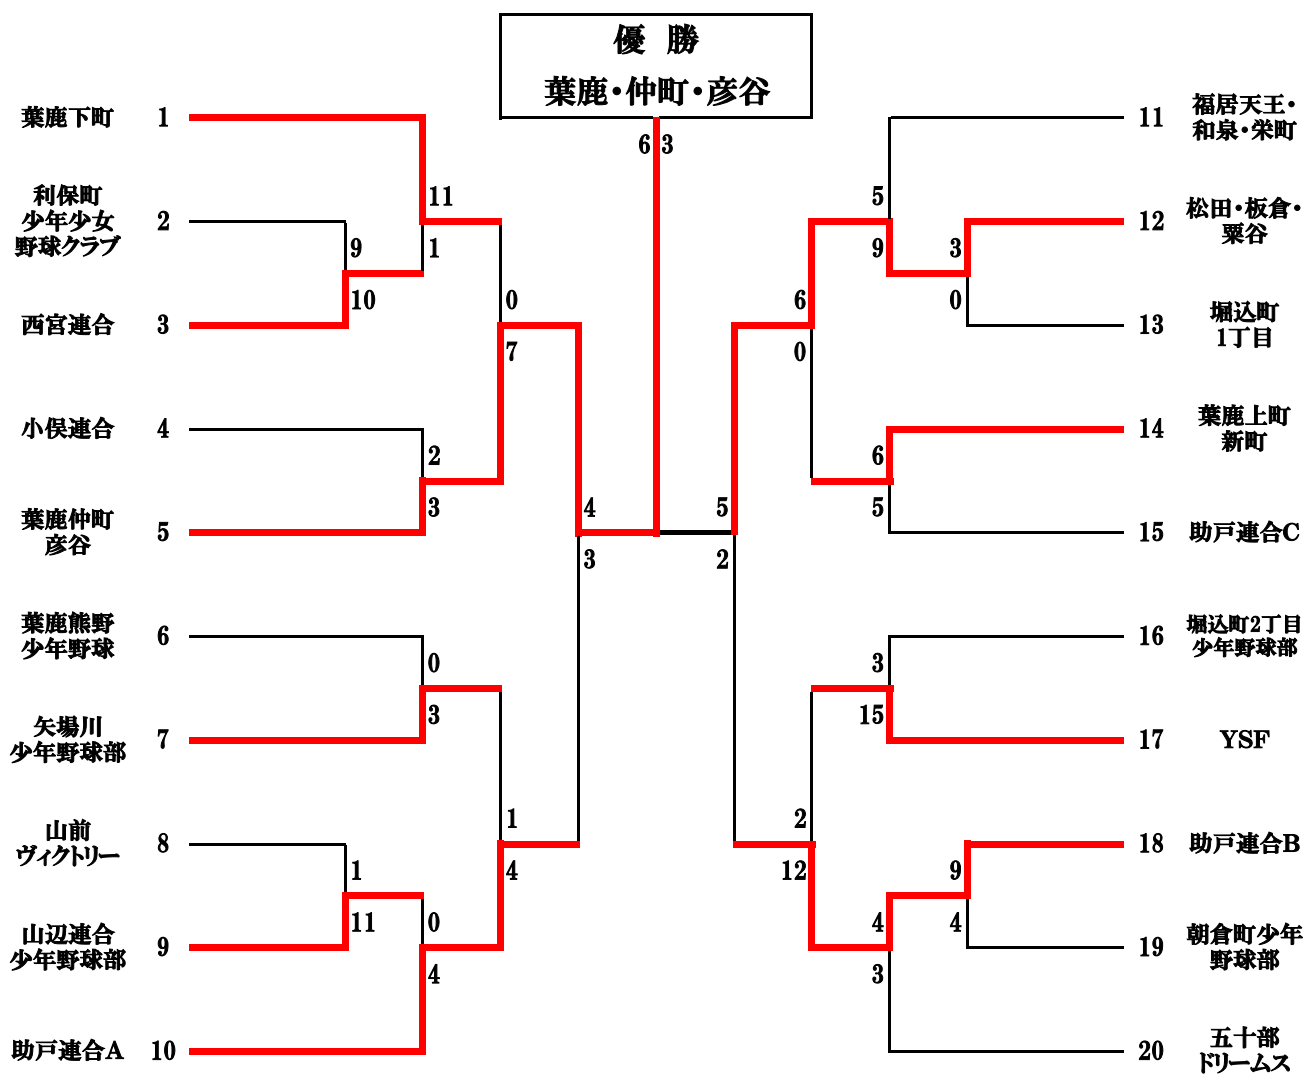 優 勝
葉鹿・仲町・彦谷
6 3
葉鹿下町 1
利保町
少年少女
野球クラブ
2
西宮連合 3
小俣連合 4
葉鹿仲町
彦谷
5
葉鹿熊野
少年野球
6
矢場川
少年野球部
7
山前
ヴィクトリー
8
山辺連合
少年野球部
9
助戸連合A 10
11
1
9
10
0
7
2
3
4
3
0
3
1
4
1
11
0
4
5
9
3
0
6
0
6
5
5
2
3
15
2
12
9
4
4
3
11
福居天王・
和泉・栄町
12
松田・板倉・
粟谷
13
堀込町
1丁目
14
葉鹿上町
新町
15 助戸連合C
16
堀込町2丁目
少年野球部
17 YSF
18 助戸連合B
19
朝倉町少年
野球部
20
五十部
ドリームス